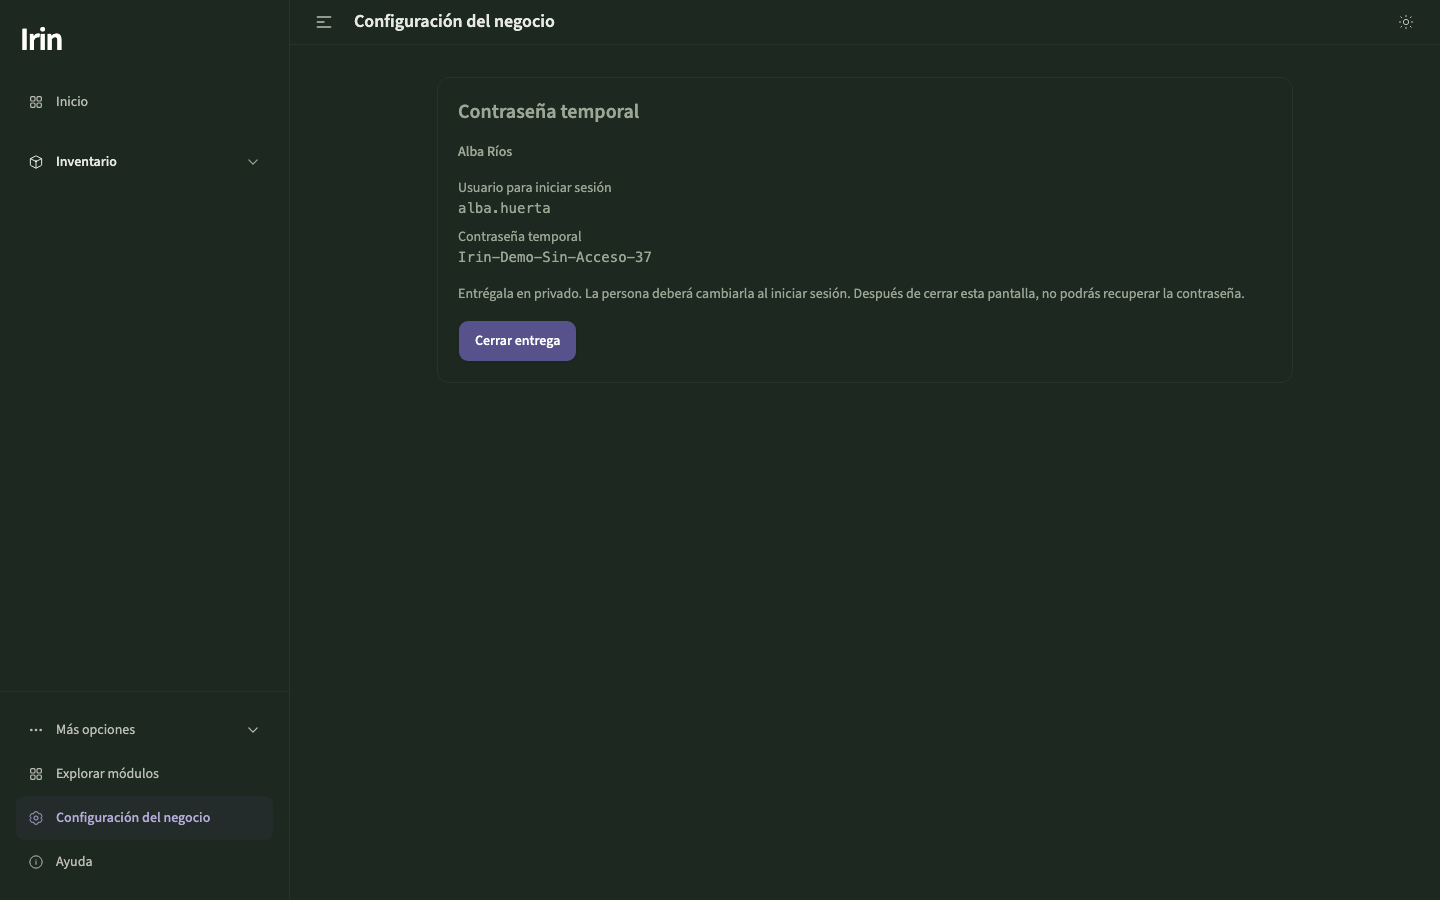 Irin
Configuración del negocio
Inicio
Inventario
Contraseña temporal
Alba Ríos
Usuario para iniciar sesión
alba.huerta
Contraseña temporal
Irin-Demo-Sin-Acceso-37
Entrégala en privado. La persona deberá cambiarla al iniciar sesión. Después de cerrar esta pantalla, no podrás recuperar la contraseña.
Cerrar entrega
Más opciones
Explorar módulos
Configuración del negocio
Ayuda